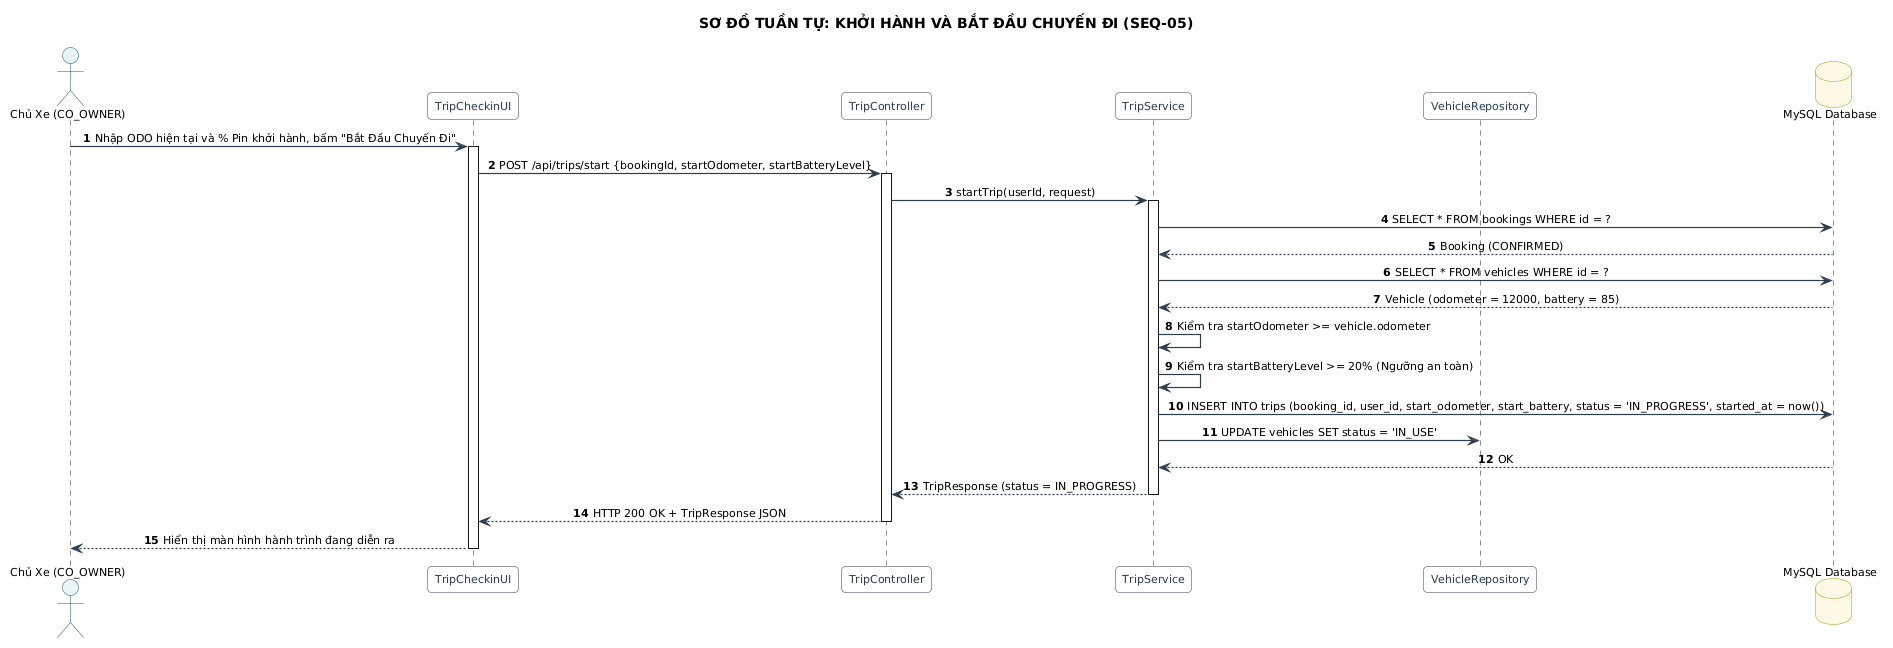 SƠ ĐỒ TUẦN TỰ: KHỞI HÀNH VÀ BẮT ĐẦU CHUYẾN ĐI (SEQ-05)
Chủ Xe (CO_OWNER)
TripCheckinUI
TripController
TripService
VehicleRepository
MySQL Database
1 Nhập ODO hiện tại và % Pin khởi hành, bấm "Bắt Đầu Chuyến Đi"
2 POST /api/trips/start {bookingId, startOdometer, startBatteryLevel}
3 startTrip(userId, request)
4 SELECT * FROM bookings WHERE id = ?
5 Booking (CONFIRMED)
6 SELECT * FROM vehicles WHERE id = ?
7 Vehicle (odometer = 12000, battery = 85)
8 Kiểm tra startOdometer >= vehicle.odometer
9 Kiểm tra startBatteryLevel >= 20% (Ngưỡng an toàn)
10 INSERT INTO trips (booking_id, user_id, start_odometer, start_battery, status = 'IN_PROGRESS', started_at = now())
11 UPDATE vehicles SET status = 'IN_USE'
12 OK
13 TripResponse (status = IN_PROGRESS)
14 HTTP 200 OK + TripResponse JSON
15 Hiển thị màn hình hành trình đang diễn ra
Chủ Xe (CO_OWNER)
TripCheckinUI
TripController
TripService
VehicleRepository
MySQL Database